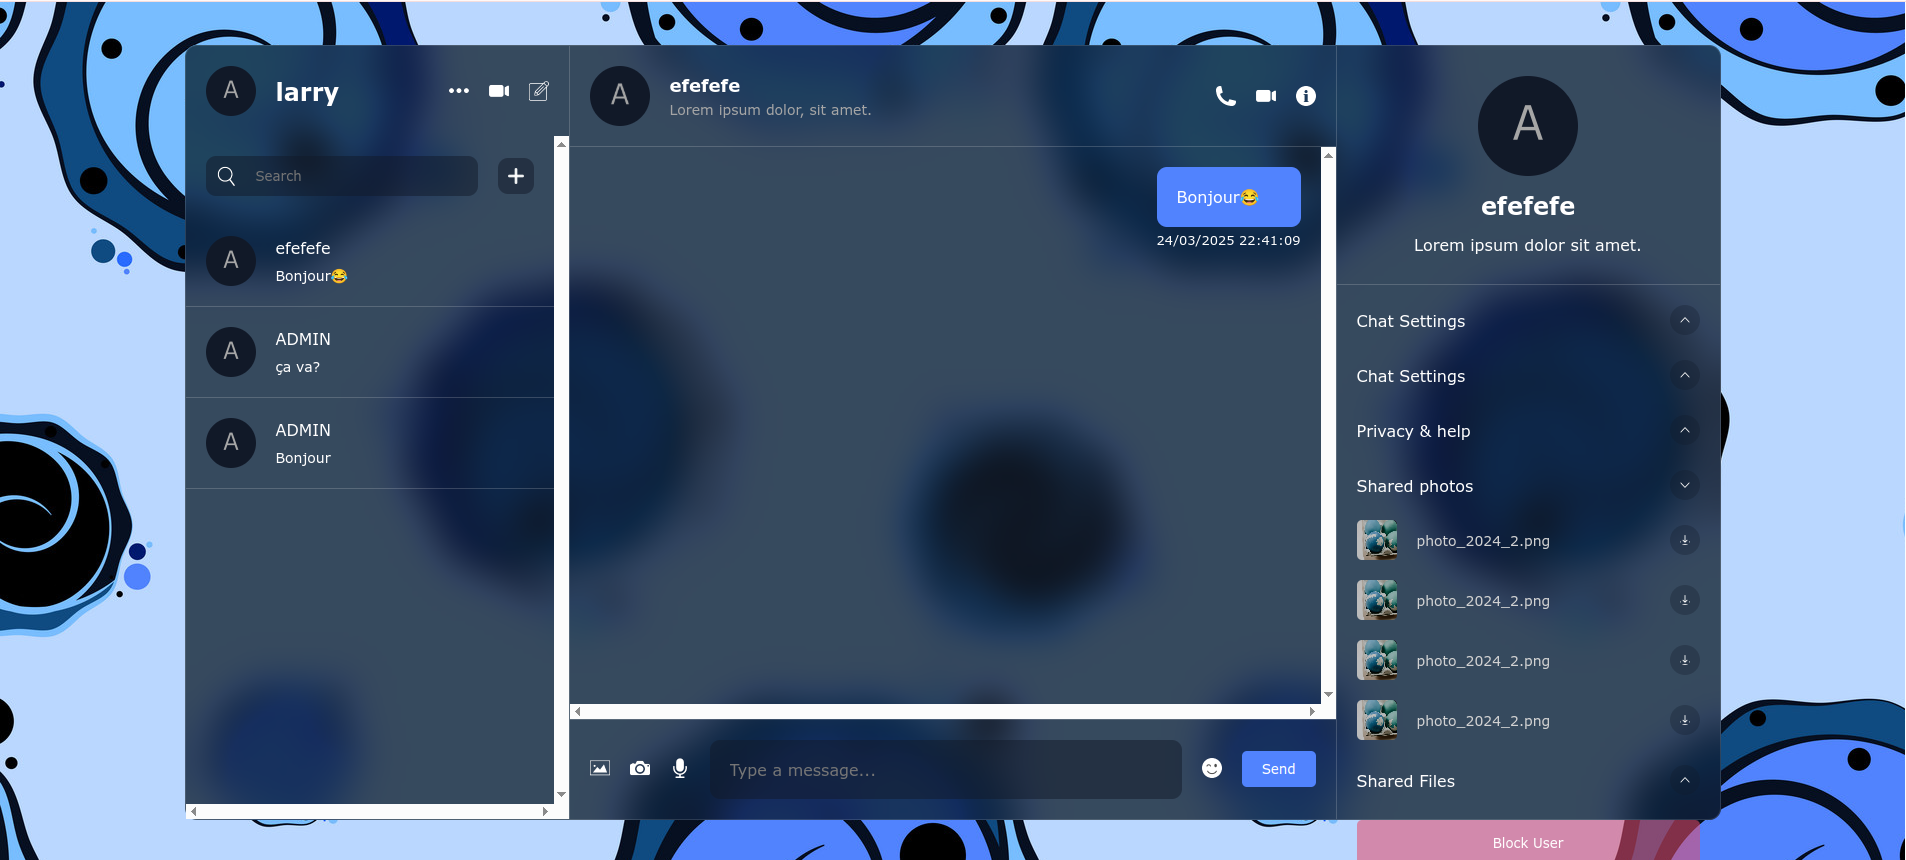 A
larry
Search
A
efefefe
Bonjour😂
A
ADMIN
ça va?
A
ADMIN
Bonjour
A
efefefe
Lorem ipsum dolor, sit amet.
Bonjour😂
24/03/2025 22:41:09
Type a message...
Send
A
efefefe
Lorem ipsum dolor sit amet.
Chat Settings
Chat Settings
Privacy & help
Shared photos
photo_2024_2.png
photo_2024_2.png
photo_2024_2.png
photo_2024_2.png
Shared Files
Block User